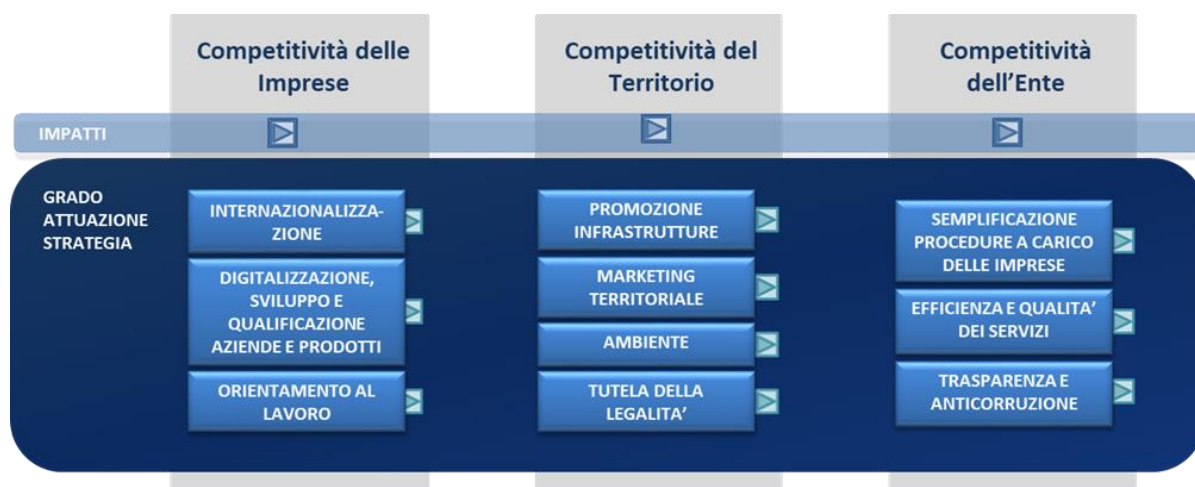 Competitività delle
Imprese
Competitività del
Territorio
Competitività
dell'Ente
IMPATTI
GRADO
ATTUAZIONE
STRATEGIA
INTERNAZIONALIZZA-
ZIONE
DIGITALIZZAZIONE,
SVILUPPO E
QUALIFICAZIONE
AZIENDE E PRODOTTI
ORIENTAMENTO AL
LAVORO
PROMOZIONE
INFRASTRUTTURE
MARKETING
TERRITORIALE
AMBIENTE
TUTELA DELLA
LEGALITA'
SEMPLIFICAZIONE
PROCEDURE A CARICO
DELLE IMPRESE
EFFICIENZA E QUALITA'
DEI SERVIZI
TRASPARENZA E
ANTICORRUZIONE